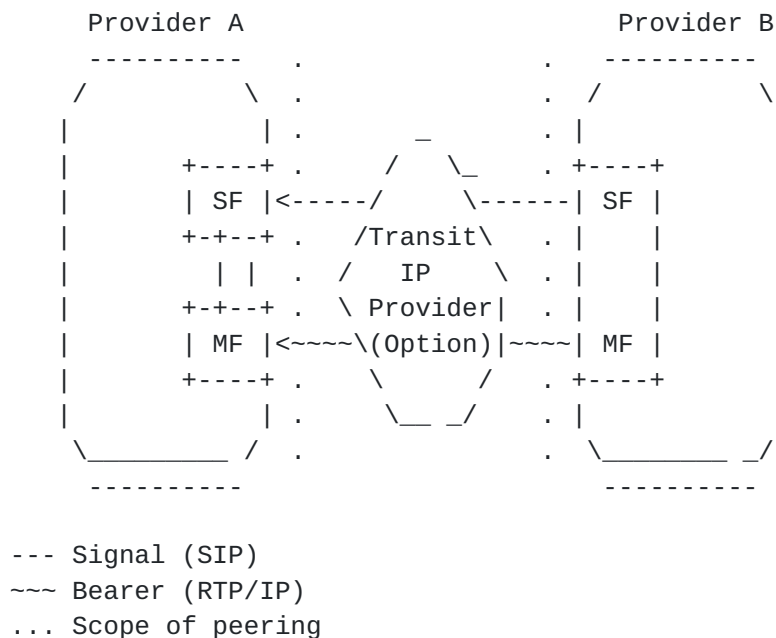 Provider A Provider B
SF SF
Transit
IP
Provider
MF (Option) MF
--- Signal (SIP)
~~~ Bearer (RTP/IP)
... Scope of peering